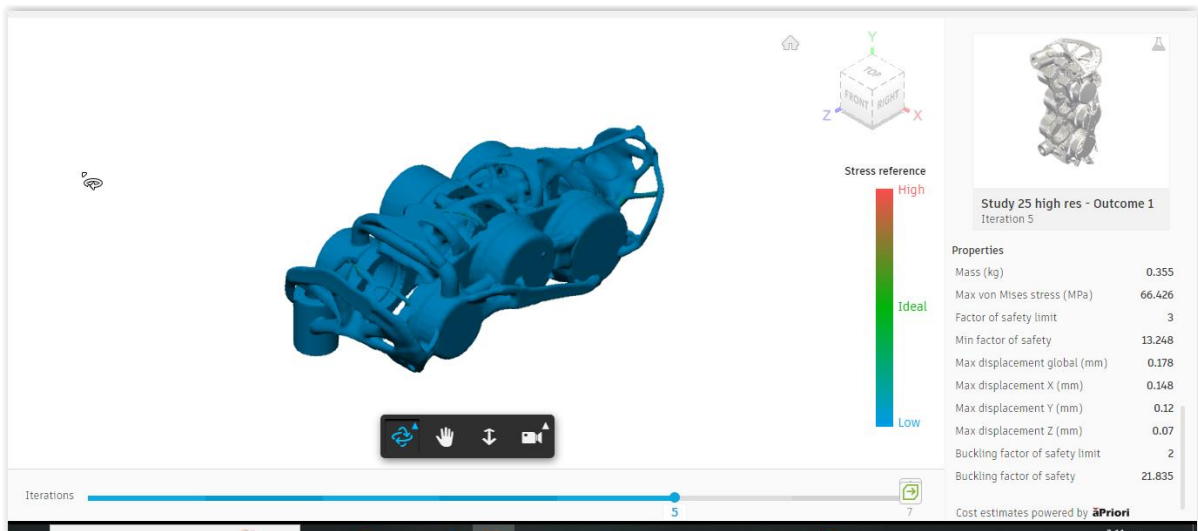 Y
TOP
FRONT
RIGHT
Z
X
Stress reference
High
Ideal
Low
Study 25 high res - Outcome 1
Iteration 5
Properties
Mass (kg) 0.355
Max von Mises stress (MPa) 66.426
Factor of safety limit 3
Min factor of safety 13.248
Max displacement global (mm) 0.178
Max displacement X (mm) 0.148
Max displacement Y (mm) 0.12
Max displacement Z (mm) 0.07
Buckling factor of safety limit 2
Buckling factor of safety 21.835
Cost estimates powered by aPriori
Iterations
5
7